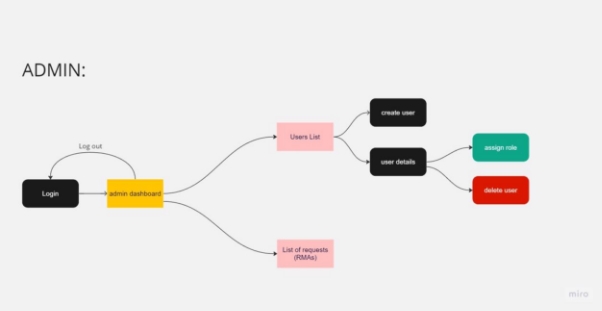 ADMIN:
Log out
Login
admin dashboard
Users List
create user
user details
assign role
delete user
List of requests
(RMAs)
miro